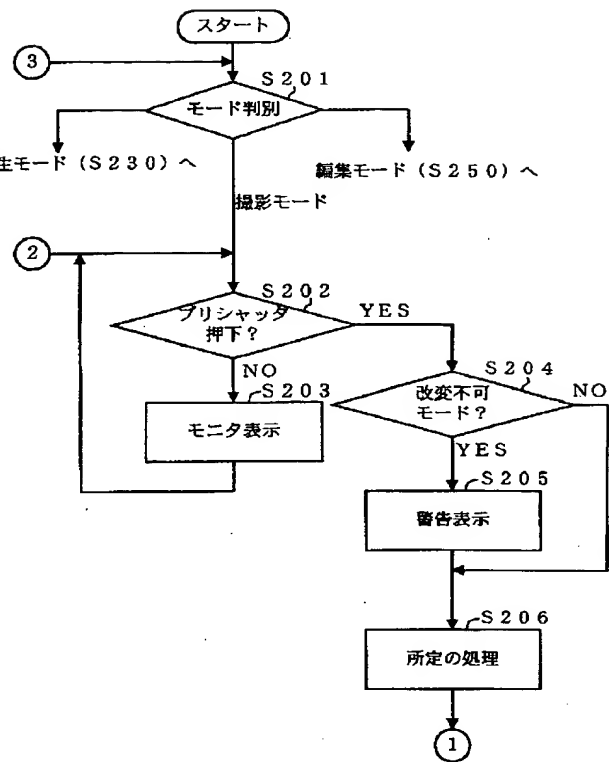 スタート
3
S201
モード判別
生モード（S230）へ
編集モード（S250）へ
撮影モード
2
S202
プリシャッタ
押下？
YES
NO
S203
モニタ表示
S204
改変不可
モード？
NO
YES
S205
警告表示
S206
所定の処理
1